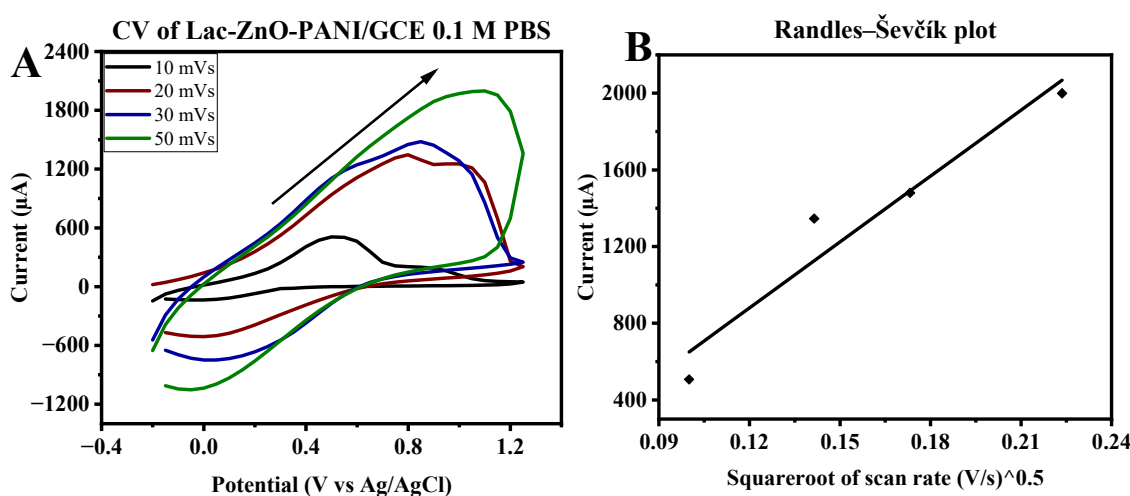 A
CV of Lac-ZnO-PANI/GCE 0.1 M PBS
10 mVs
20 mVs
30 mVs
50 mVs
Current (µA)
2400
1800
1200
600
0
−600
−1200
−0.4
0.0
0.4
0.8
1.2
Potential (V vs Ag/AgCl)
B
Randles–Ševčík plot
Current (µA)
2000
1600
1200
800
400
0.09
0.12
0.15
0.18
0.21
0.24
Squareroot of scan rate (V/s)^0.5